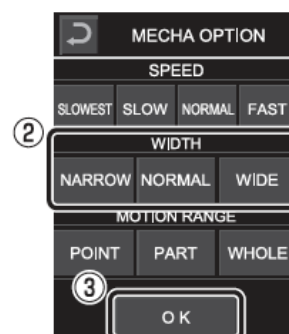 MECHA OPTION
SPEED
SLOWEST SLOW NORMAL FAST
②
WIDTH
NARROW NORMAL WIDE
MOTION RANGE
POINT PART WHOLE
③
OK